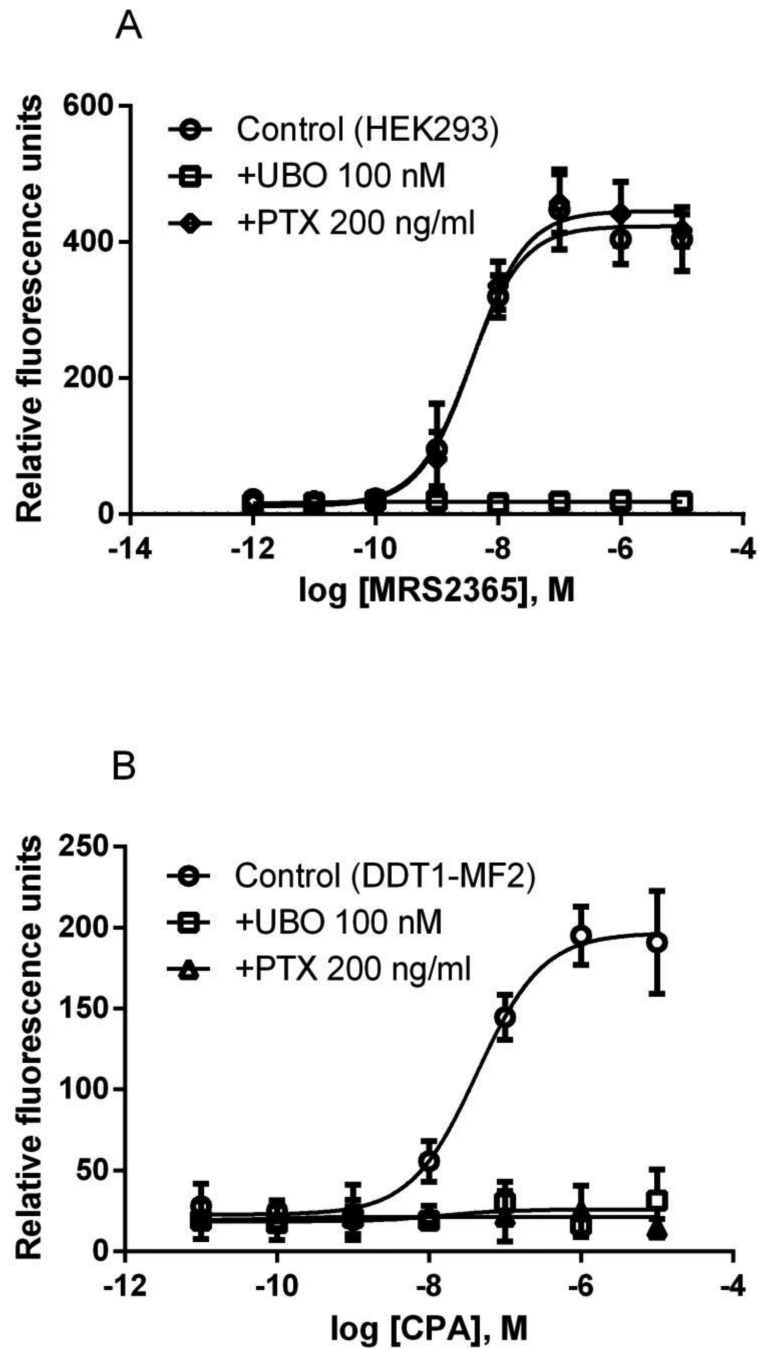 A
Relative fluorescence units
600
400
200
0
Control (HEK293)
+UBO 100 nM
+PTX 200 ng/ml
-14 -12 -10 -8 -6 -4
log [MRS2365], M
B
Relative fluorescence units
250
200
150
100
50
0
Control (DDT1-MF2)
+UBO 100 nM
+PTX 200 ng/ml
-12 -10 -8 -6 -4
log [CPA], M